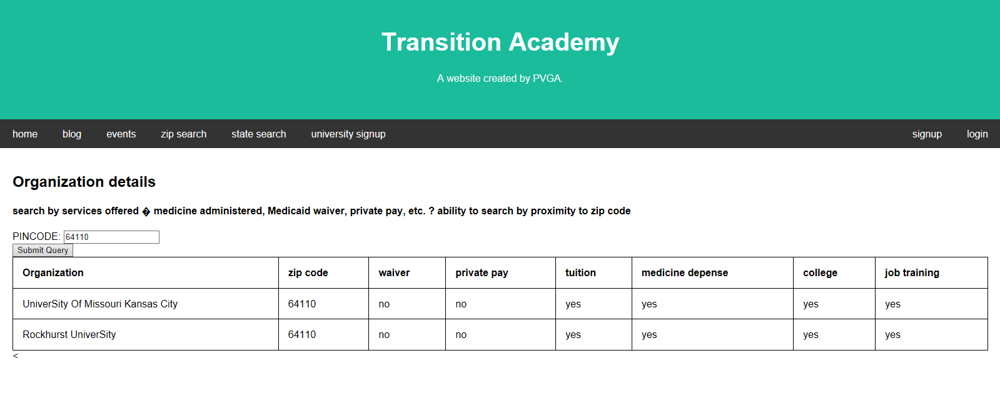 Transition Academy
A website created by PVGA.
home blog events zip search state search university signup signup login
Organization details
search by services offered � medicine administered, Medicaid waiver, private pay, etc. ? ability to search by proximity to zip code
PINCODE: 64110
Submit Query
Organization zip code waiver private pay tuition medicine depense college job training
UniverSity Of Missouri Kansas City 64110 no no yes yes yes yes
Rockhurst UniverSity 64110 no no yes yes yes yes
<